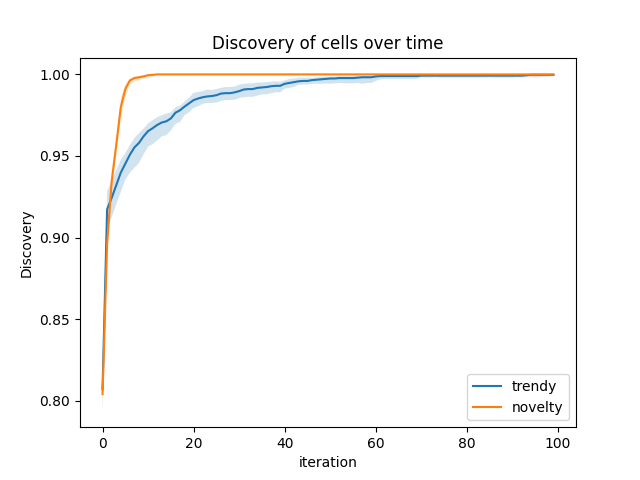 Discovery of cells over time
1.00
0.95
0.90
0.85
0.80
Discovery
0 20 40 60 80 100
iteration
trendy
novelty